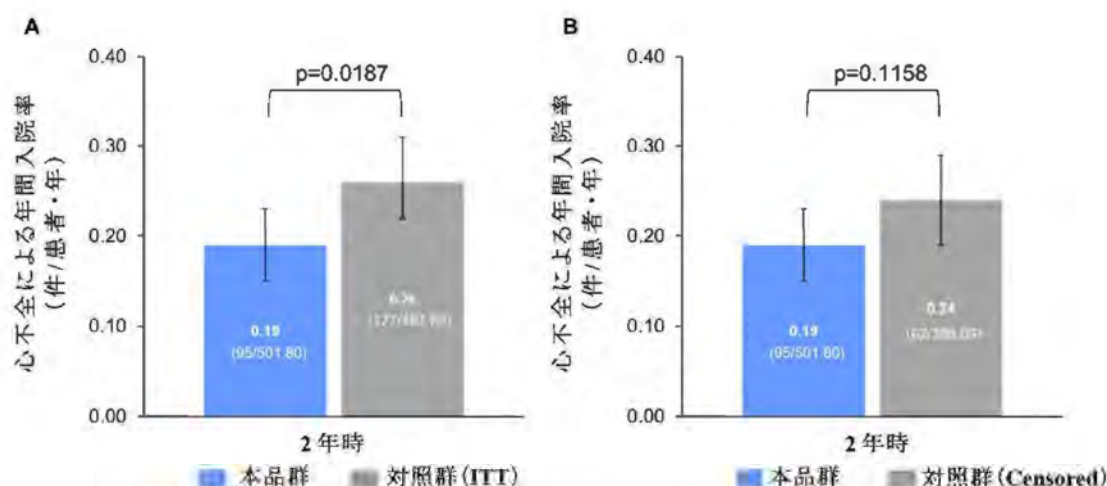 A
心不全による年間入院率
(件/患者・年)
0.40
0.30
0.20
0.10
0.00
p=0.0187
0.19
(95/501.80)
2年時
本品群
対照群(ITT)
B
心不全による年間入院率
(件/患者・年)
0.40
0.30
0.20
0.10
0.00
p=0.1158
0.19
(95/501.80)
0.24
2年時
本品群
対照群(Censored)